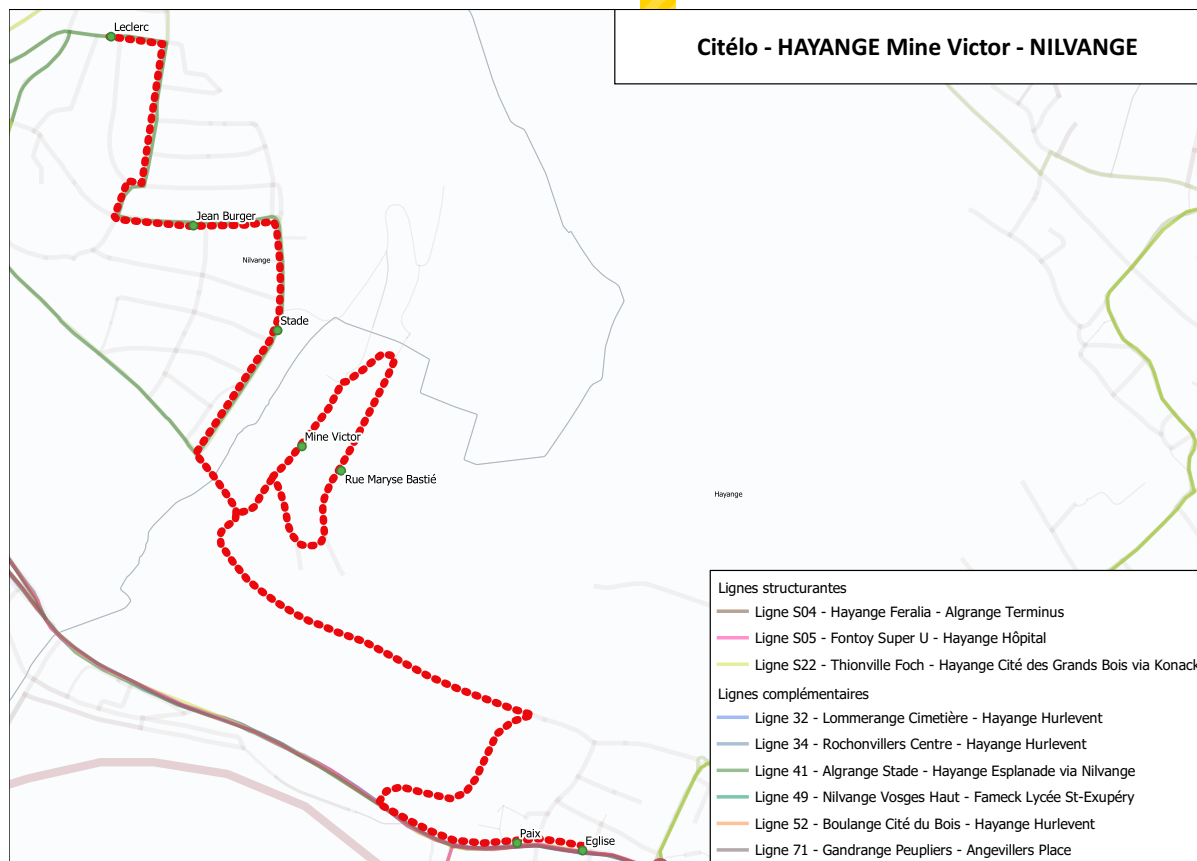 Citélo - HAYANGE Mine Victor - NILVANGE
Leclerc
Jean Burger
Nilvange
Stade
Mine Victor
Rue Maryse Bastié
Hayange
Paix
Eglise
Lignes structurantes
Ligne S04 - Hayange Feralia - Algrange Terminus
Ligne S05 - Fontoy Super U - Hayange Hôpital
Ligne S22 - Thionville Foch - Hayange Cité des Grands Bois via Konack
Lignes complémentaires
Ligne 32 - Lommerange Cimetière - Hayange Hurlevent
Ligne 34 - Rochonvillers Centre - Hayange Hurlevent
Ligne 41 - Algrange Stade - Hayange Esplanade via Nilvange
Ligne 49 - Nilvange Vosges Haut - Fameck Lycée St-Exupéry
Ligne 52 - Boulange Cité du Bois - Hayange Hurlevent
Ligne 71 - Gandrange Peupliers - Angevillers Place